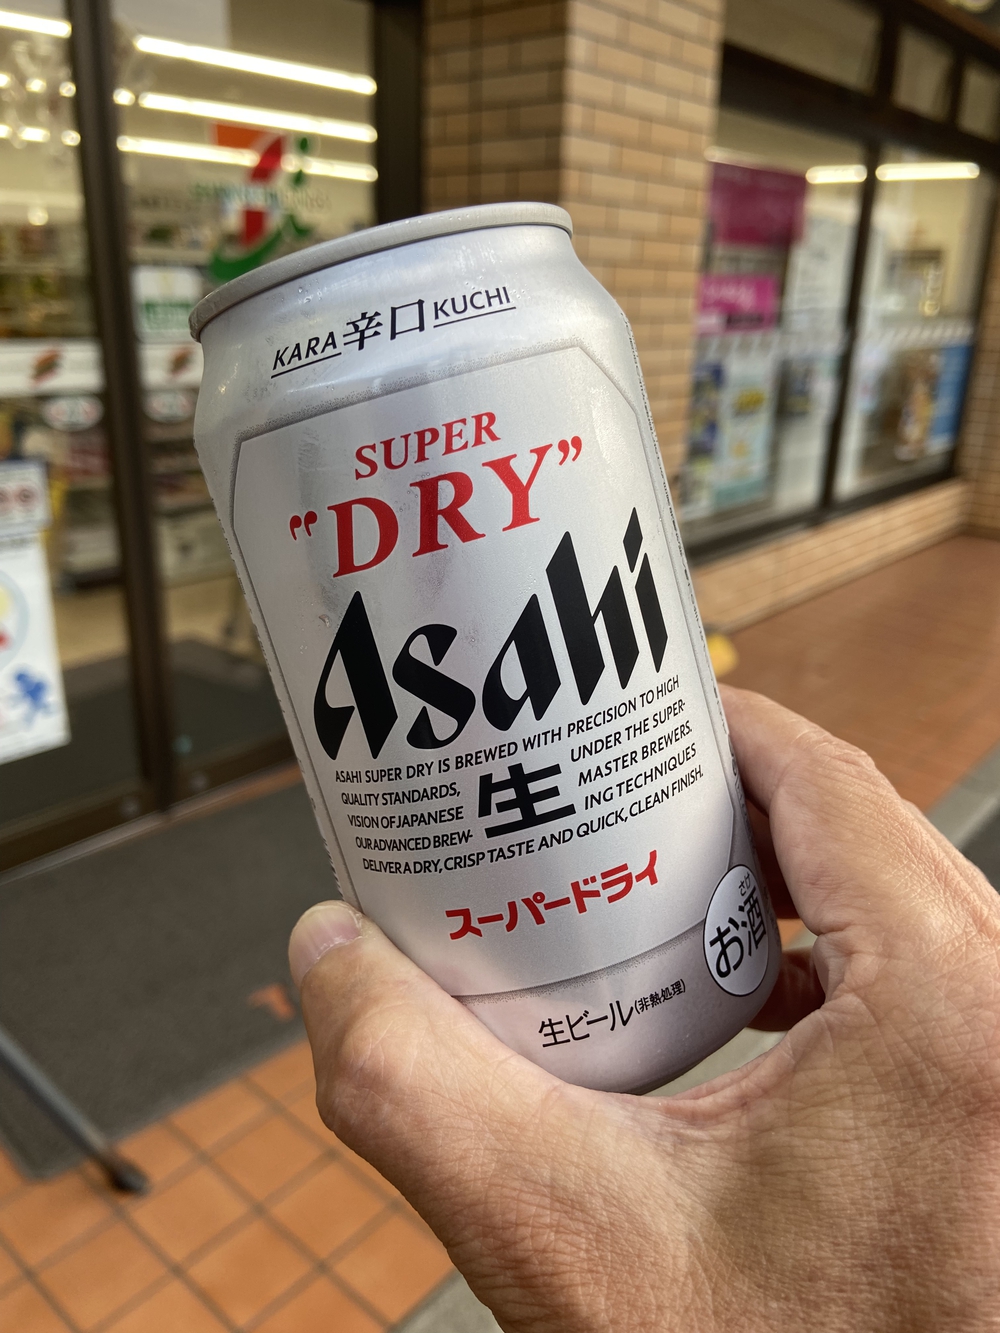 KARA 辛口 KUCHI
SUPER
"DRY"
Asahi
ASAHI SUPER DRY IS BREWED WITH PRECISION TO HIGH
QUALITY STANDARDS, UNDER THE SUPER-
VISION OF JAPANESE MASTER BREWERS.
生
OUR ADVANCED BREW- ING TECHNIQUES
DELIVER A DRY, CRISP TASTE AND QUICK, CLEAN FINISH.
スーパードライ
さけ
お酒
生ビール(非熱処理)